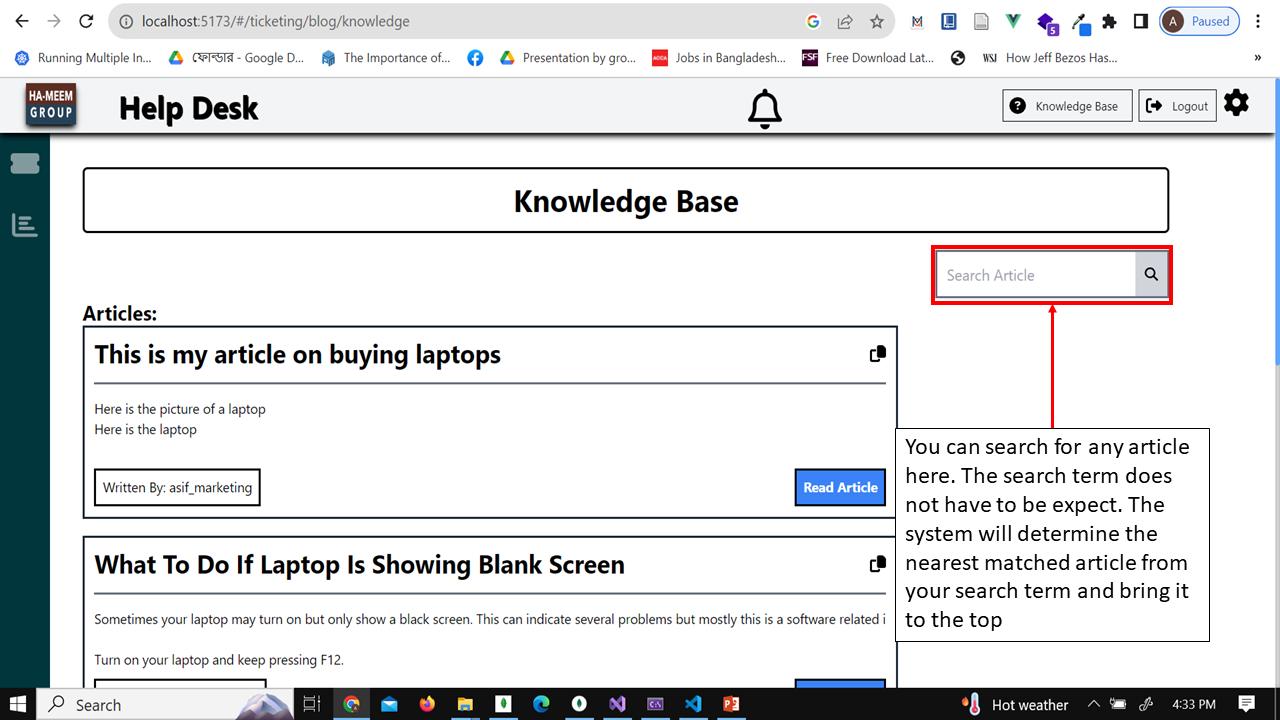 localhost:5173/#/ticketing/blog/knowledge
A Paused
5
Running Multiple In...
ফোল্ডার - Google D...
The Importance of...
Presentation by gro...
ACCA Jobs in Bangladesh...
FSF Free Download Lat...
WSJ How Jeff Bezos Has...
»
HA-MEEM
GROUP
Help Desk
Knowledge Base
Logout
Knowledge Base
Search Article
Articles:
This is my article on buying laptops
Here is the picture of a laptop
Here is the laptop
Written By: asif_marketing
Read Article
You can search for any article
here. The search term does
not have to be expect. The
system will determine the
nearest matched article from
your search term and bring it
to the top
What To Do If Laptop Is Showing Blank Screen
Sometimes your laptop may turn on but only show a black screen. This can indicate several problems but mostly this is a software related i
Turn on your laptop and keep pressing F12.
Search
Hot weather
4:33 PM